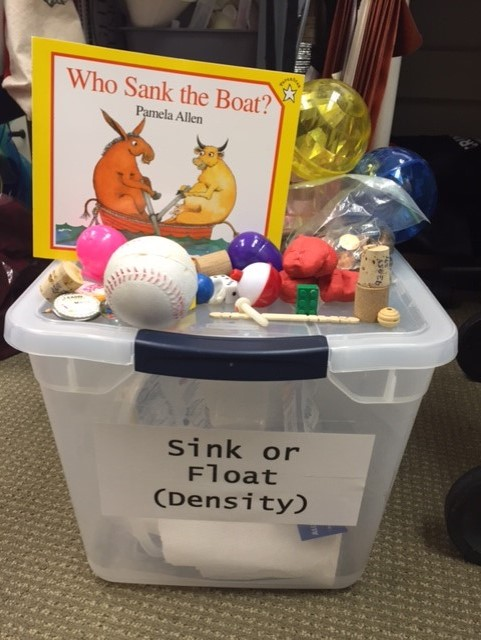 Who Sank the Boat?
Pamela Allen
Sink or
Float
(Density)